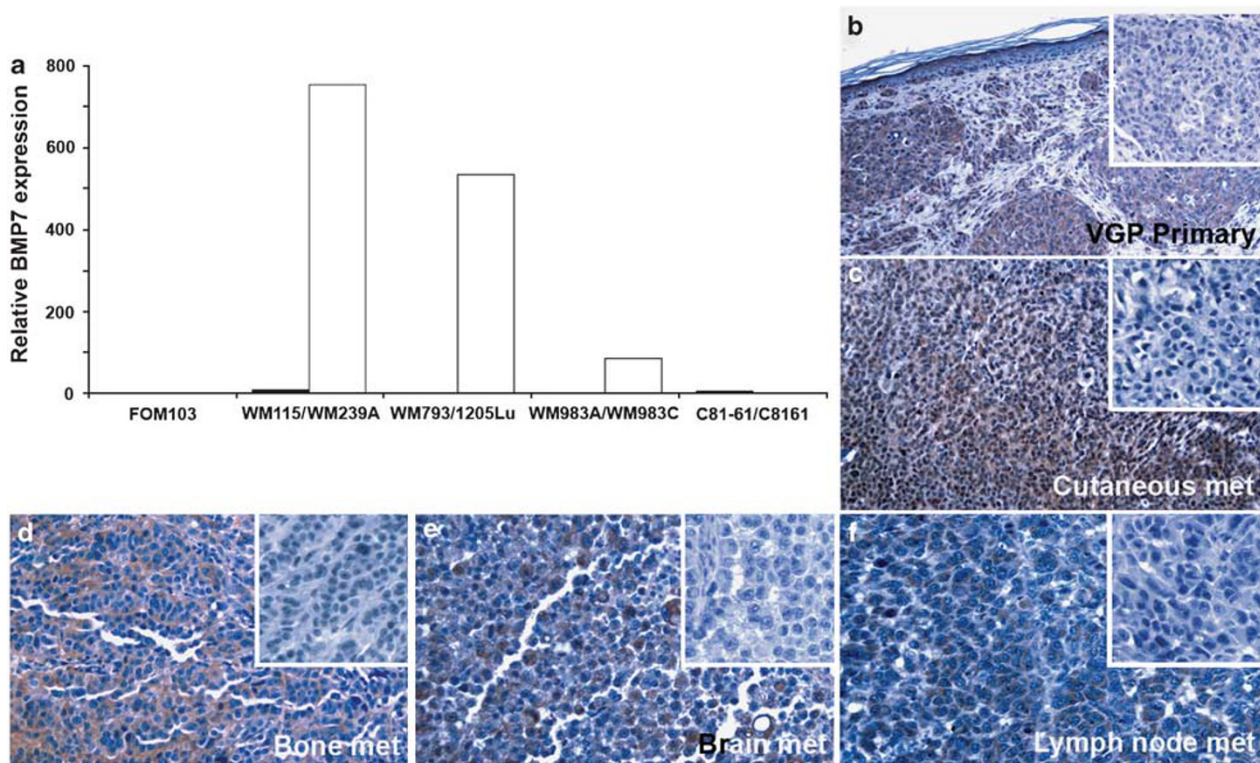 a
Relative BMP7 expression
800
600
400
200
0
FOM103
WM115/WM239A
WM793/1205Lu
WM983A/WM983C
C81-61/C8161
b
VGP Primary
c
Cutaneous met
d
Bone met
e
Brain met
f
Lymph node met